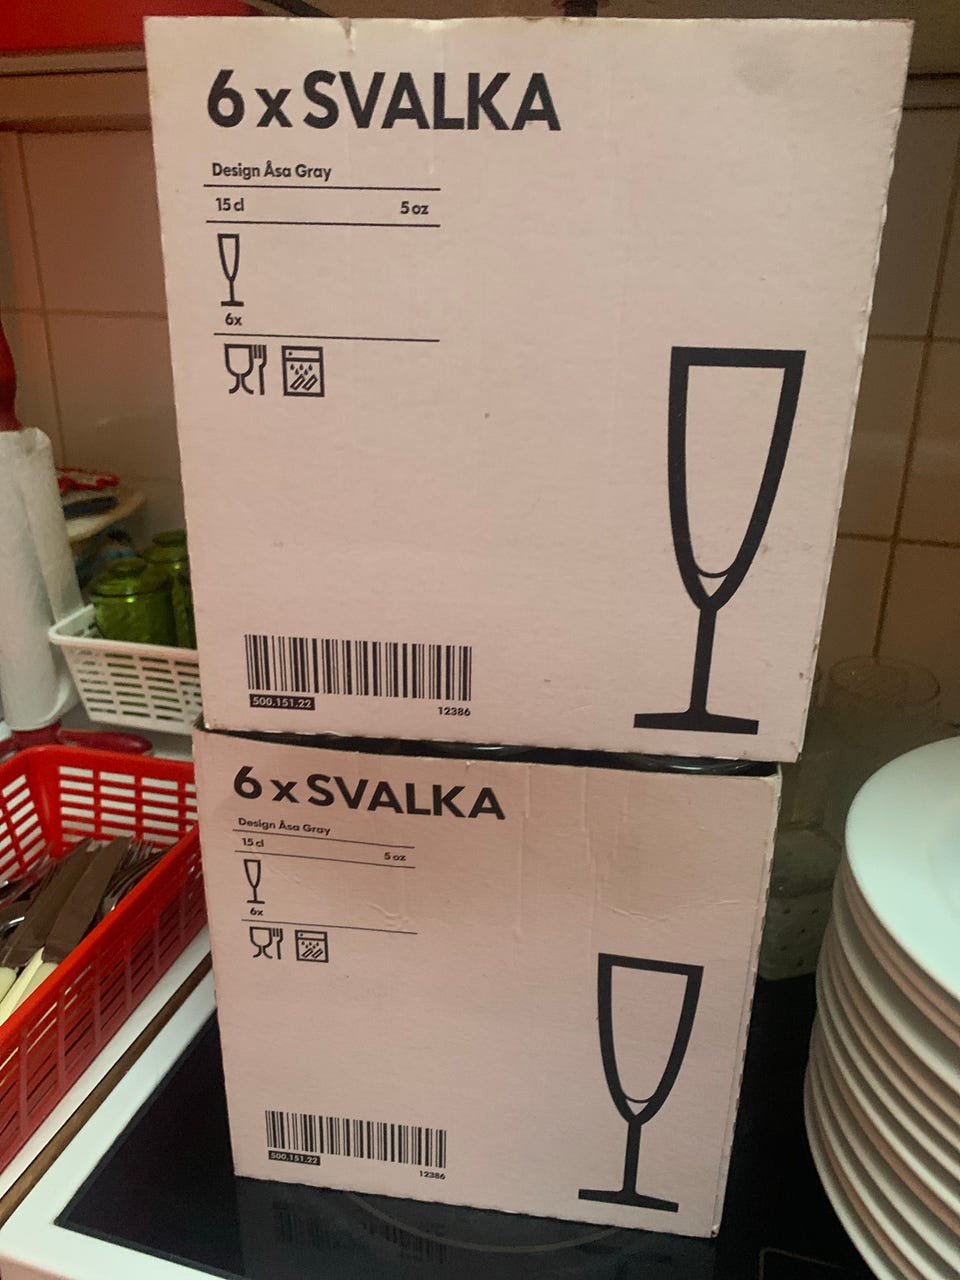 6 x SVALKA
Design Åsa Gray
15 cl 5 oz
6x
500.151.22
12386
6 x SVALKA
Design Åsa Gray
15 cl 5 oz
6x
500.151.22
12386